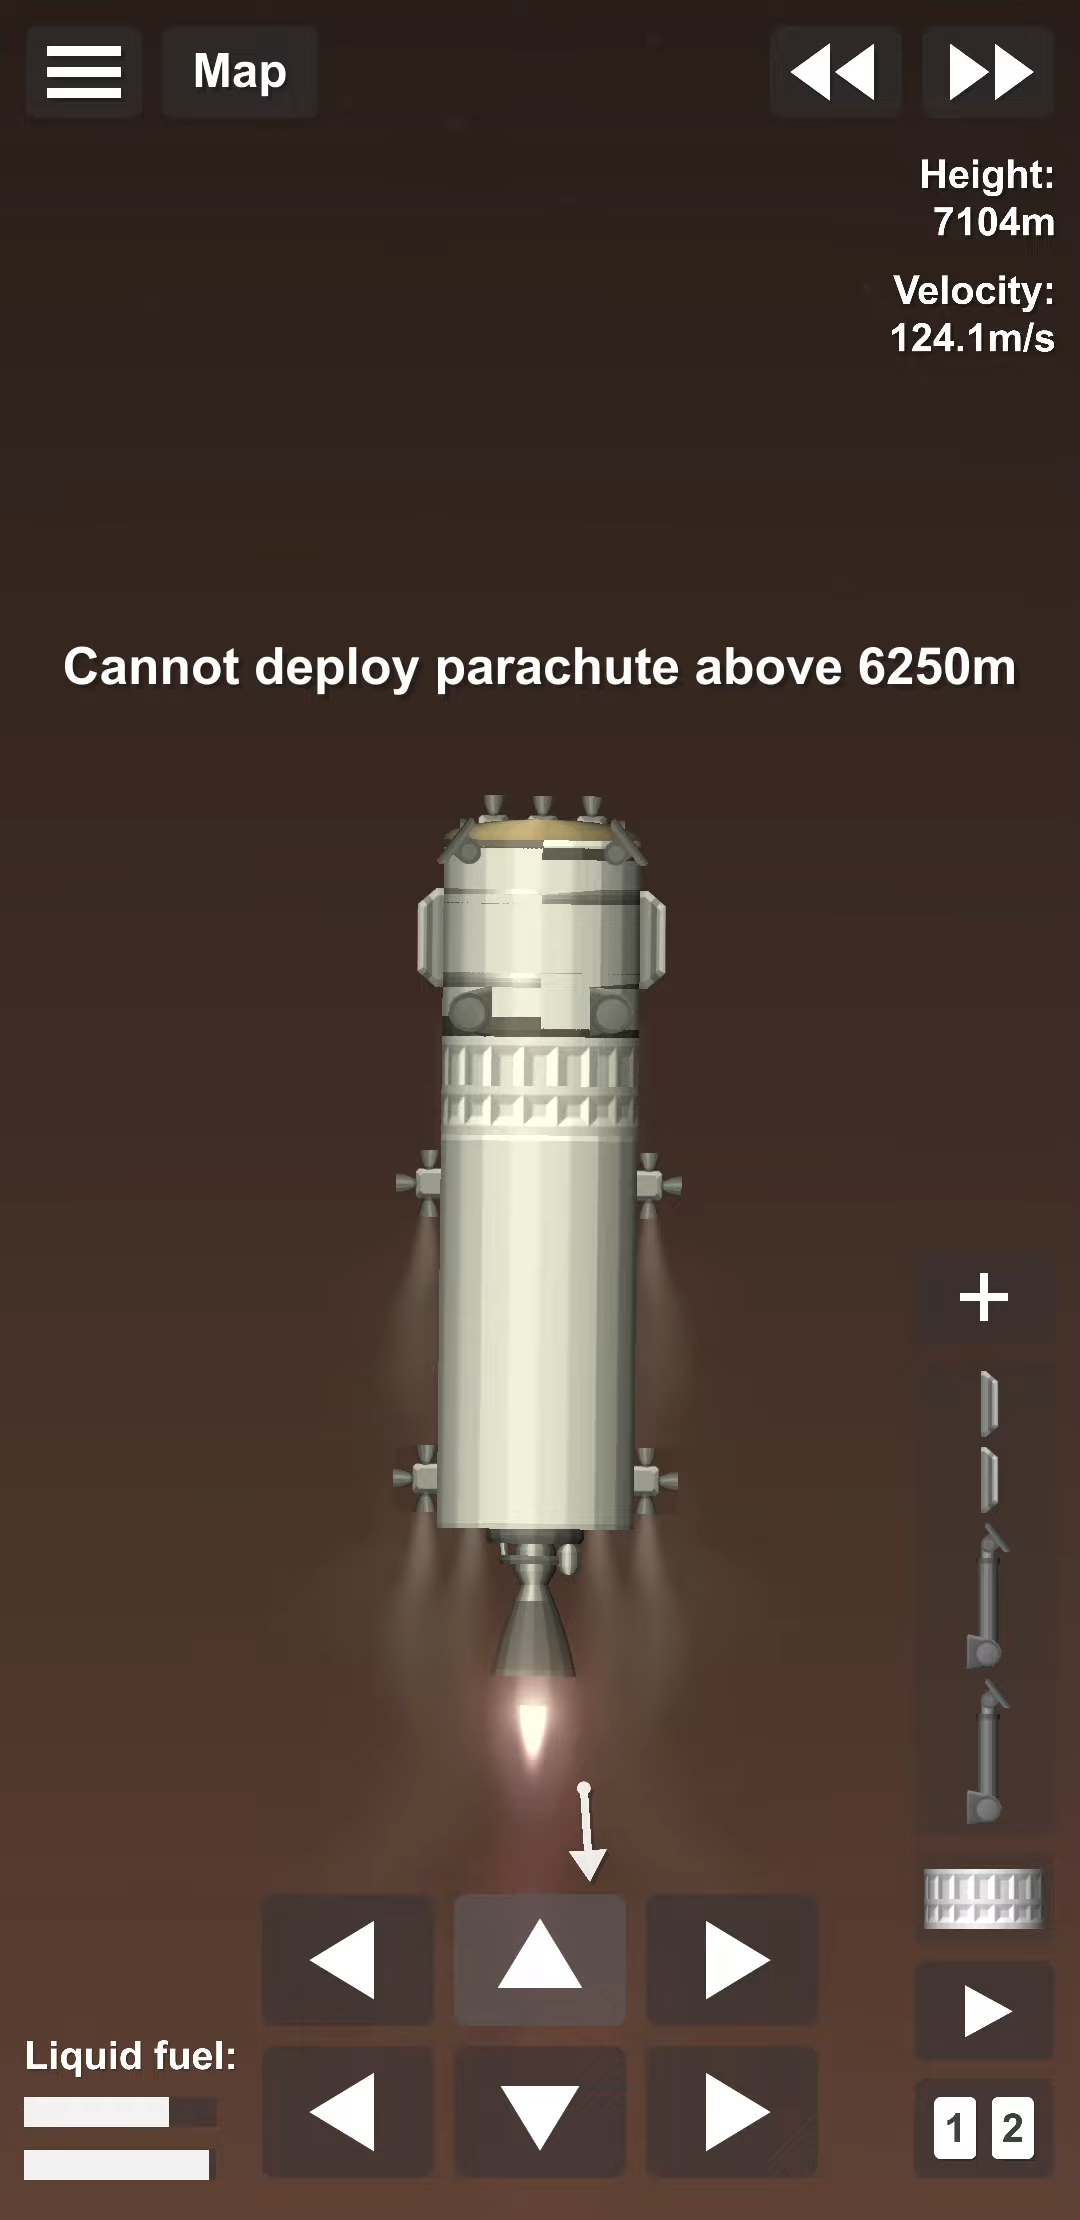 Map
Height:
7104m
Velocity:
124.1m/s
Cannot deploy parachute above 6250m
Liquid fuel:
1 2